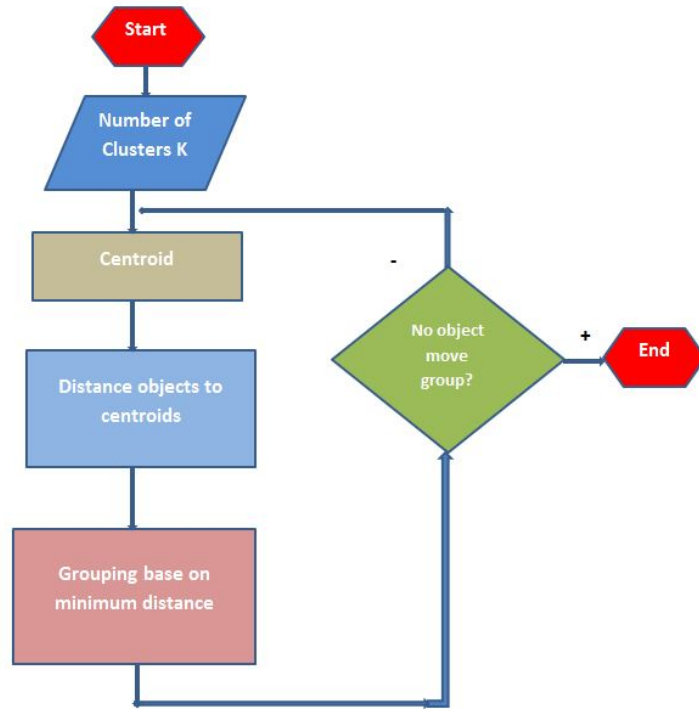 Start
Number of
Clusters K
Centroid
Distance objects to
centroids
Grouping base on
minimum distance
-
No object
move
group?
+
End